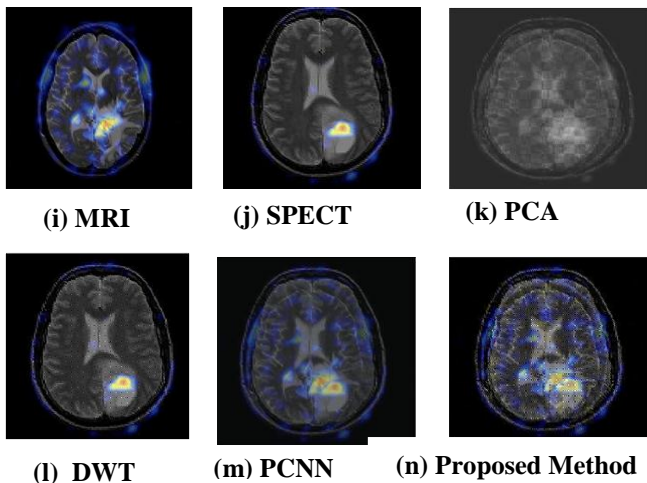 (i) MRI
(j) SPECT
(k) PCA
(l) DWT
(m) PCNN
(n) Proposed Method